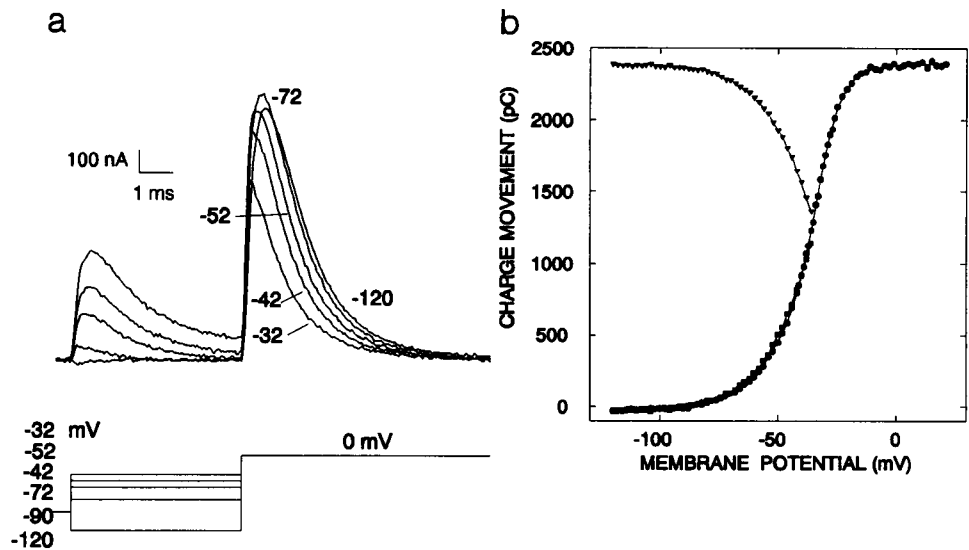 a
-72
100 nA
1 ms
-52
-42
-120
-32
-32 mV
-52
-42
-72
-90
-120
0 mV
b
2500
2000
1500
1000
500
0
CHARGE MOVEMENT (pC)
-100 -50 0
MEMBRANE POTENTIAL (mV)